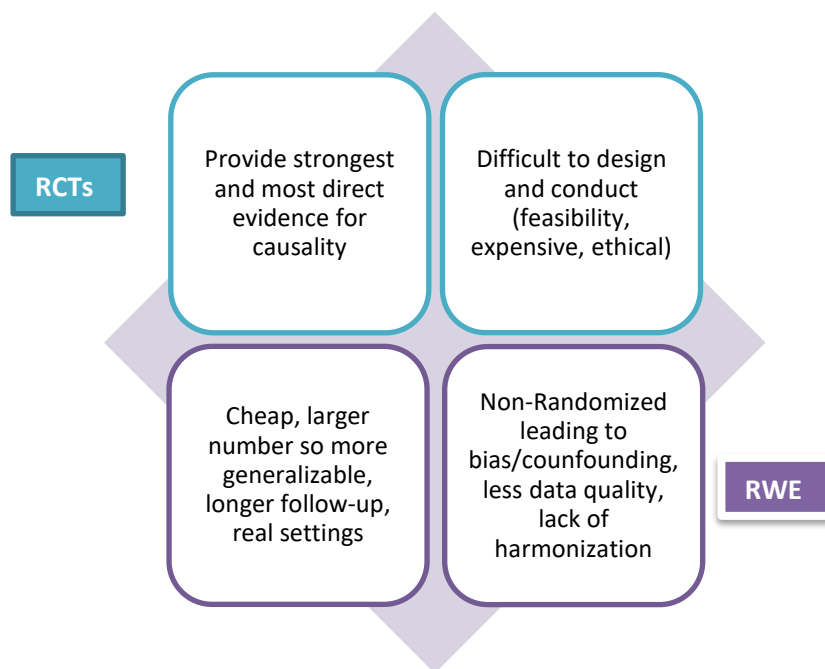 RCTs
Provide strongest
and most direct
evidence for
causality
Difficult to design
and conduct
(feasibility,
expensive, ethical)
Cheap, larger
number so more
generalizable,
longer follow-up,
real settings
Non-Randomized
leading to
bias/counfounding,
less data quality,
lack of
harmonization
RWE